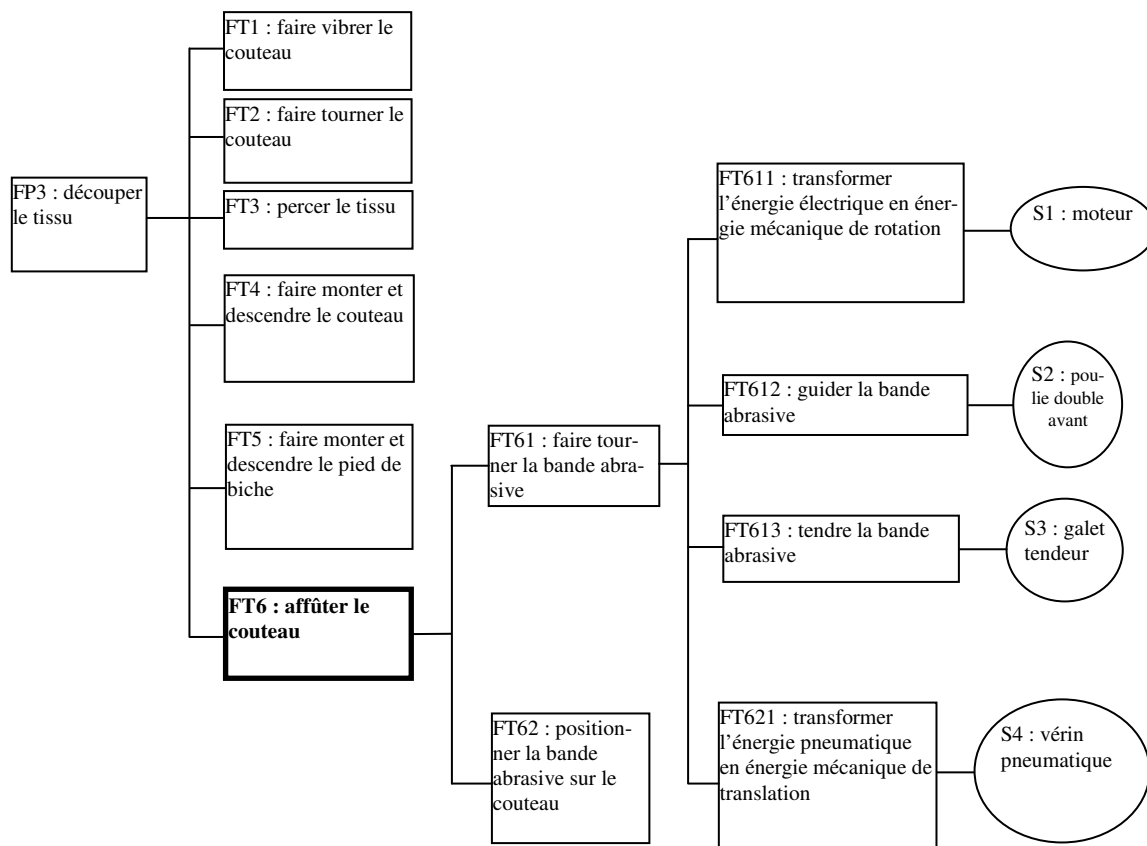 FT1 : faire vibrer le
couteau
FT2 : faire tourner le
couteau
FP3 : découper
le tissu
FT3 : percer le tissu
FT4 : faire monter et
descendre le couteau
FT5 : faire monter et
descendre le pied de
biche
FT6 : affûter le
couteau
FT61 : faire tour-
ner la bande abra-
sive
FT62 : position-
ner la bande
abrasive sur le
couteau
FT611 : transformer
l’énergie électrique en éner-
gie mécanique de rotation
S1 : moteur
FT612 : guider la bande
abrasive
S2 : pou-
lie double
avant
FT613 : tendre la bande
abrasive
S3 : galet
tendeur
FT621 : transformer
l’énergie pneumatique
en énergie mécanique de
translation
S4 : vérin
pneumatique